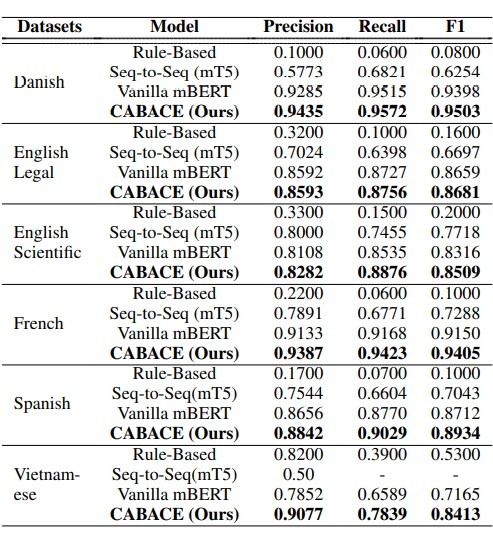 Datasets Model Precision Recall F1
Danish
Rule-Based 0.1000 0.0600 0.0800
Seq-to-Seq (mT5) 0.5773 0.6821 0.6254
Vanilla mBERT 0.9285 0.9515 0.9398
CABACE (Ours) 0.9435 0.9572 0.9503
English
Legal
Rule-Based 0.3200 0.1000 0.1600
Seq-to-Seq (mT5) 0.7024 0.6398 0.6697
Vanilla mBERT 0.8592 0.8727 0.8659
CABACE (Ours) 0.8593 0.8756 0.8681
English
Scientific
Rule-Based 0.3300 0.1500 0.2000
Seq-to-Seq (mT5) 0.8000 0.7455 0.7718
Vanilla mBERT 0.8108 0.8535 0.8316
CABACE (Ours) 0.8282 0.8876 0.8509
French
Rule-Based 0.2200 0.0600 0.1000
Seq-to-Seq (mT5) 0.7891 0.6771 0.7288
Vanilla mBERT 0.9133 0.9168 0.9150
CABACE (Ours) 0.9387 0.9423 0.9405
Spanish
Rule-Based 0.1700 0.0700 0.1000
Seq-to-Seq(mT5) 0.7544 0.6604 0.7043
Vanilla mBERT 0.8656 0.8770 0.8712
CABACE (Ours) 0.8842 0.9029 0.8934
Vietnam-
ese
Rule-Based 0.8200 0.3900 0.5300
Seq-to-Seq(mT5) 0.50 - -
Vanilla mBERT 0.7852 0.6589 0.7165
CABACE (Ours) 0.9077 0.7839 0.8413